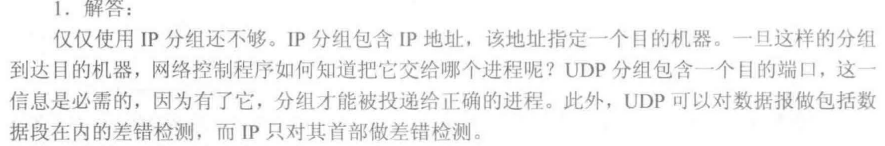 1．解答：
仅仅使用 IP 分组还不够。IP 分组包含 IP 地址，该地址指定一个目的机器。一旦这样的分组
到达目的机器，网络控制程序如何知道把它交给哪个进程呢？UDP 分组包含一个目的端口，这一
信息是必需的，因为有了它，分组才能被投递给正确的进程。此外，UDP 可以对数据报做包括数
据段在内的差错检测，而 IP 只对其首部做差错检测。